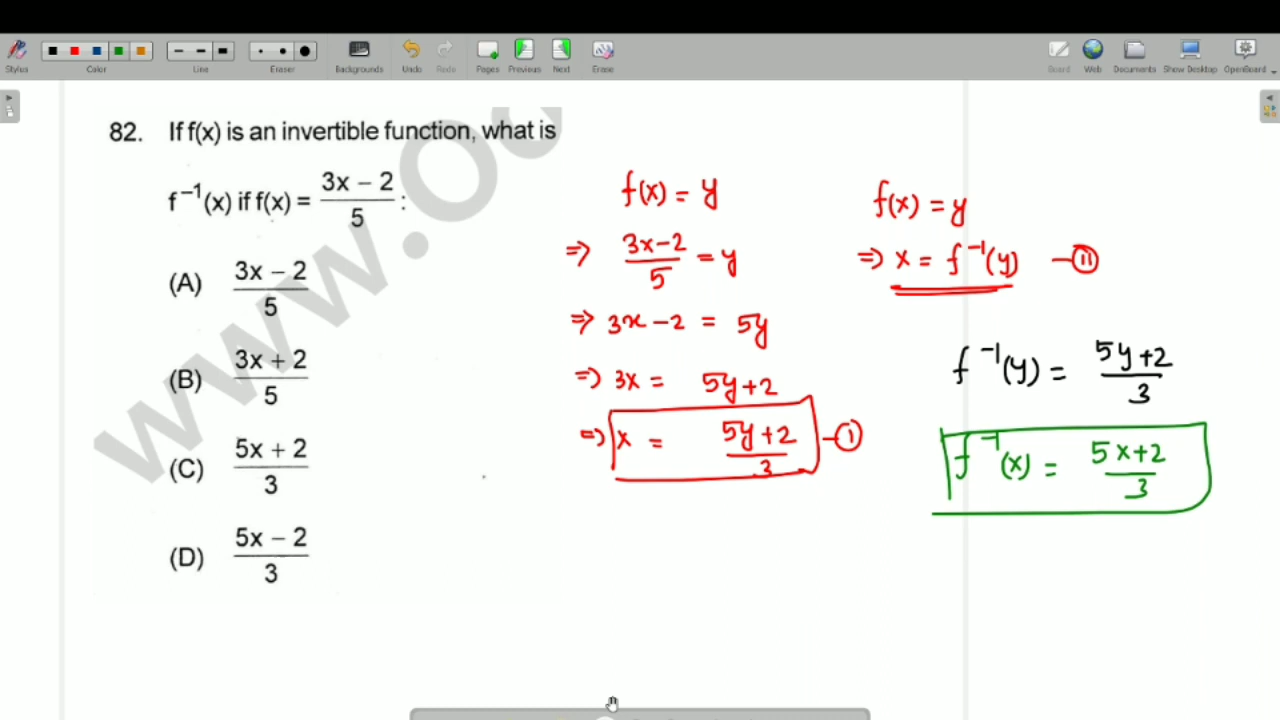 Styles Color Line Eraser Backgrounds Undo Redo Pages Previous Next Erase Board Web Documents Show Desktop OpenBoard
82. If f(x) is an invertible function, what is
f⁻¹(x) if f(x) = (3x − 2)/5 :
(A) (3x − 2)/5
(B) (3x + 2)/5
(C) (5x + 2)/3
(D) (5x − 2)/3
f(x) = y
⇒ (3x−2)/5 = y
⇒ 3x−2 = 5y
⇒ 3x = 5y+2
⇒ x = (5y+2)/3 —①
f(x) = y
⇒ x = f⁻¹(y) —⑪
f⁻¹(y) = (5y+2)/3
f⁻¹(x) = (5x+2)/3
www.Oc